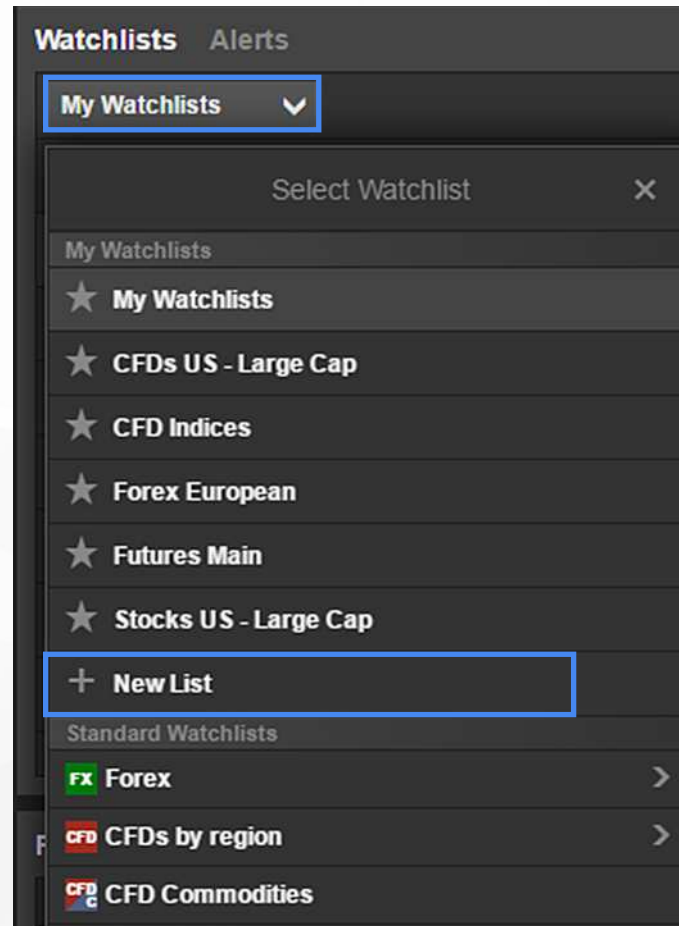 Watchlists Alerts
My Watchlists
Select Watchlist
My Watchlists
My Watchlists
CFDs US - Large Cap
CFD Indices
Forex European
Futures Main
Stocks US - Large Cap
New List
Standard Watchlists
FX Forex
CFD CFDs by region
CFD C CFD Commodities